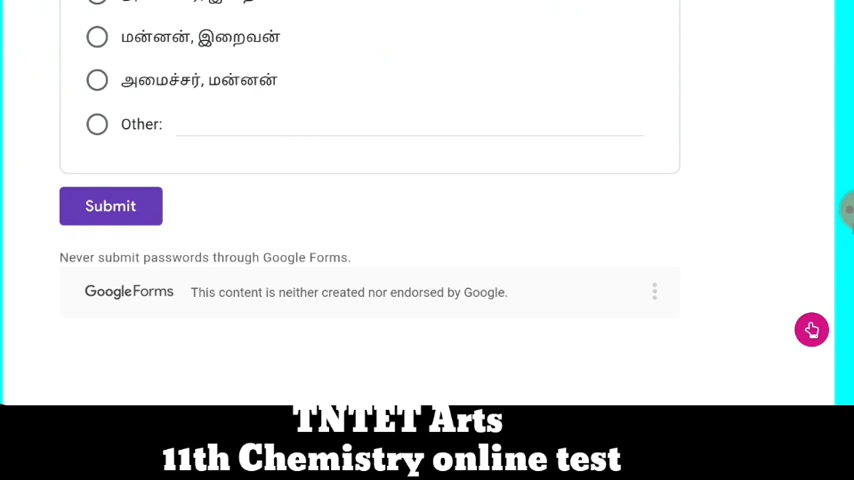 மன்னன், இறைவன்
அமைச்சர், மன்னன்
Other:
Submit
Never submit passwords through Google Forms.
Google Forms This content is neither created nor endorsed by Google.
TNTET Arts
11th Chemistry online test